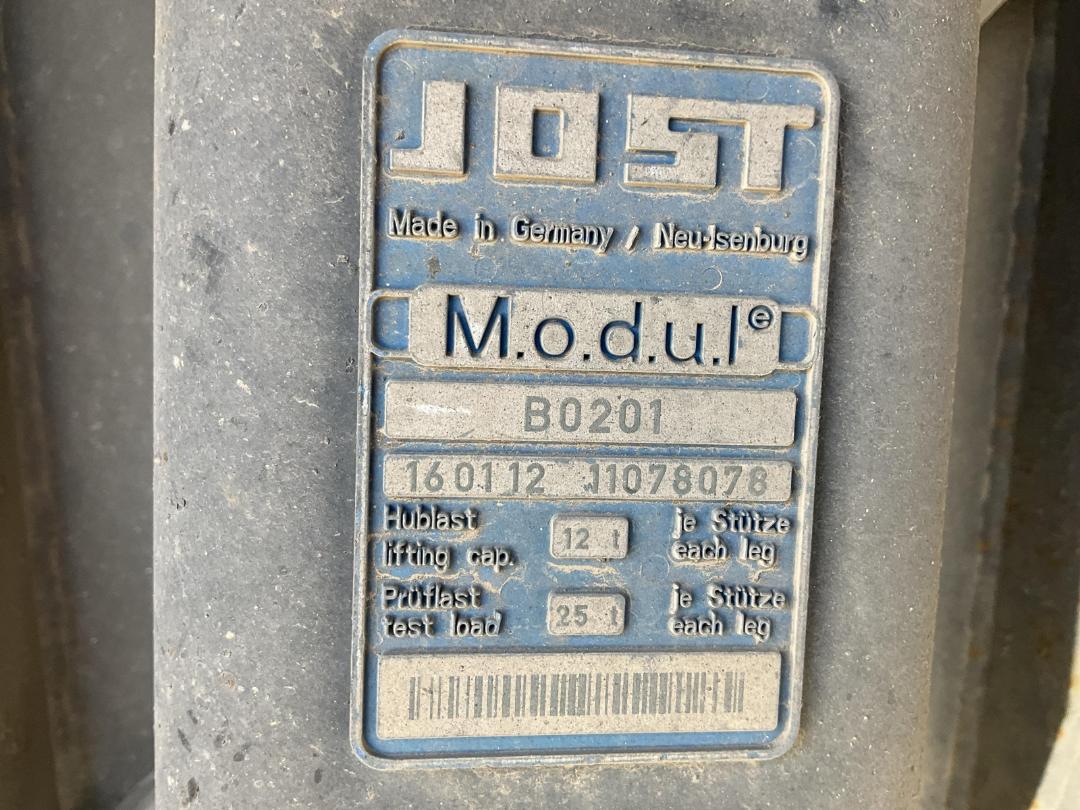 JOST
Made in Germany / Neu-Isenburg
M.o.d.u.l e
B0201
160112 J1078078
Hublast
lifting cap. 12 t je Stütze
each leg
Prüflast
test load 25 t je Stütze
each leg